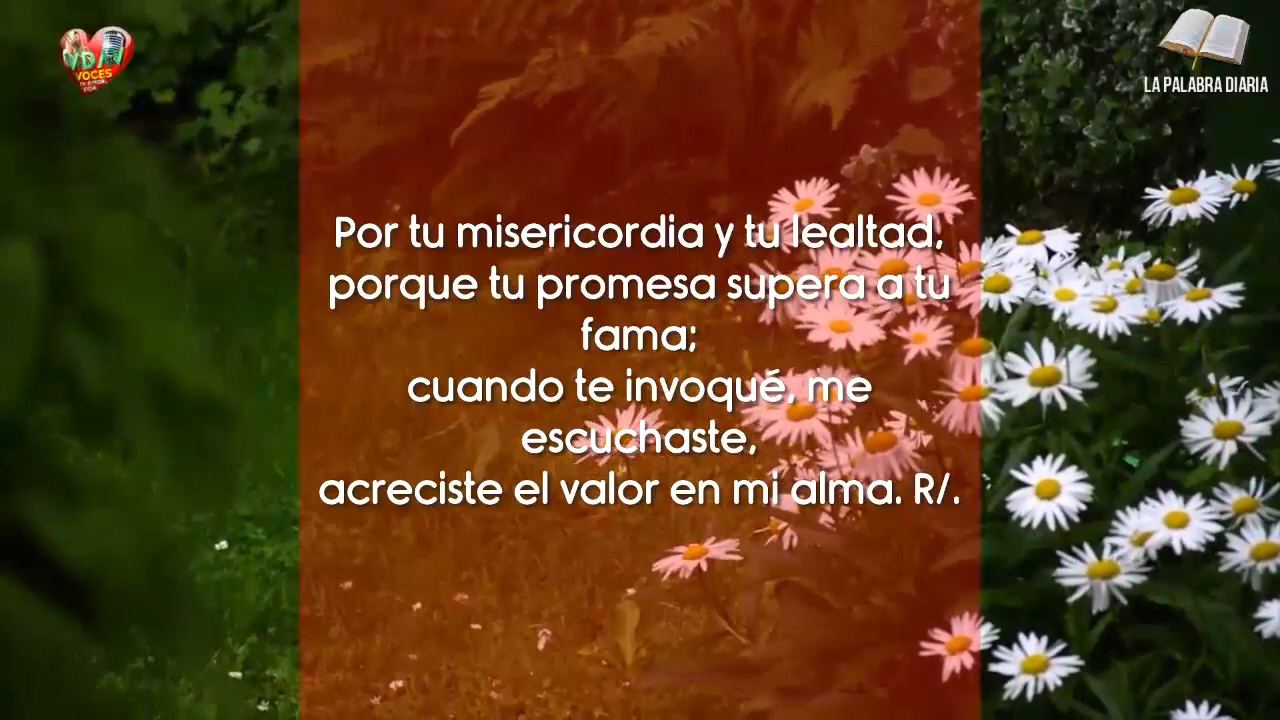 VDA
VOCES
LA PALABRA DIARIA
Por tu misericordia y tu lealtad,
porque tu promesa supera a tu
fama;
cuando te invoqué, me
escuchaste,
acreciste el valor en mi alma. R/.